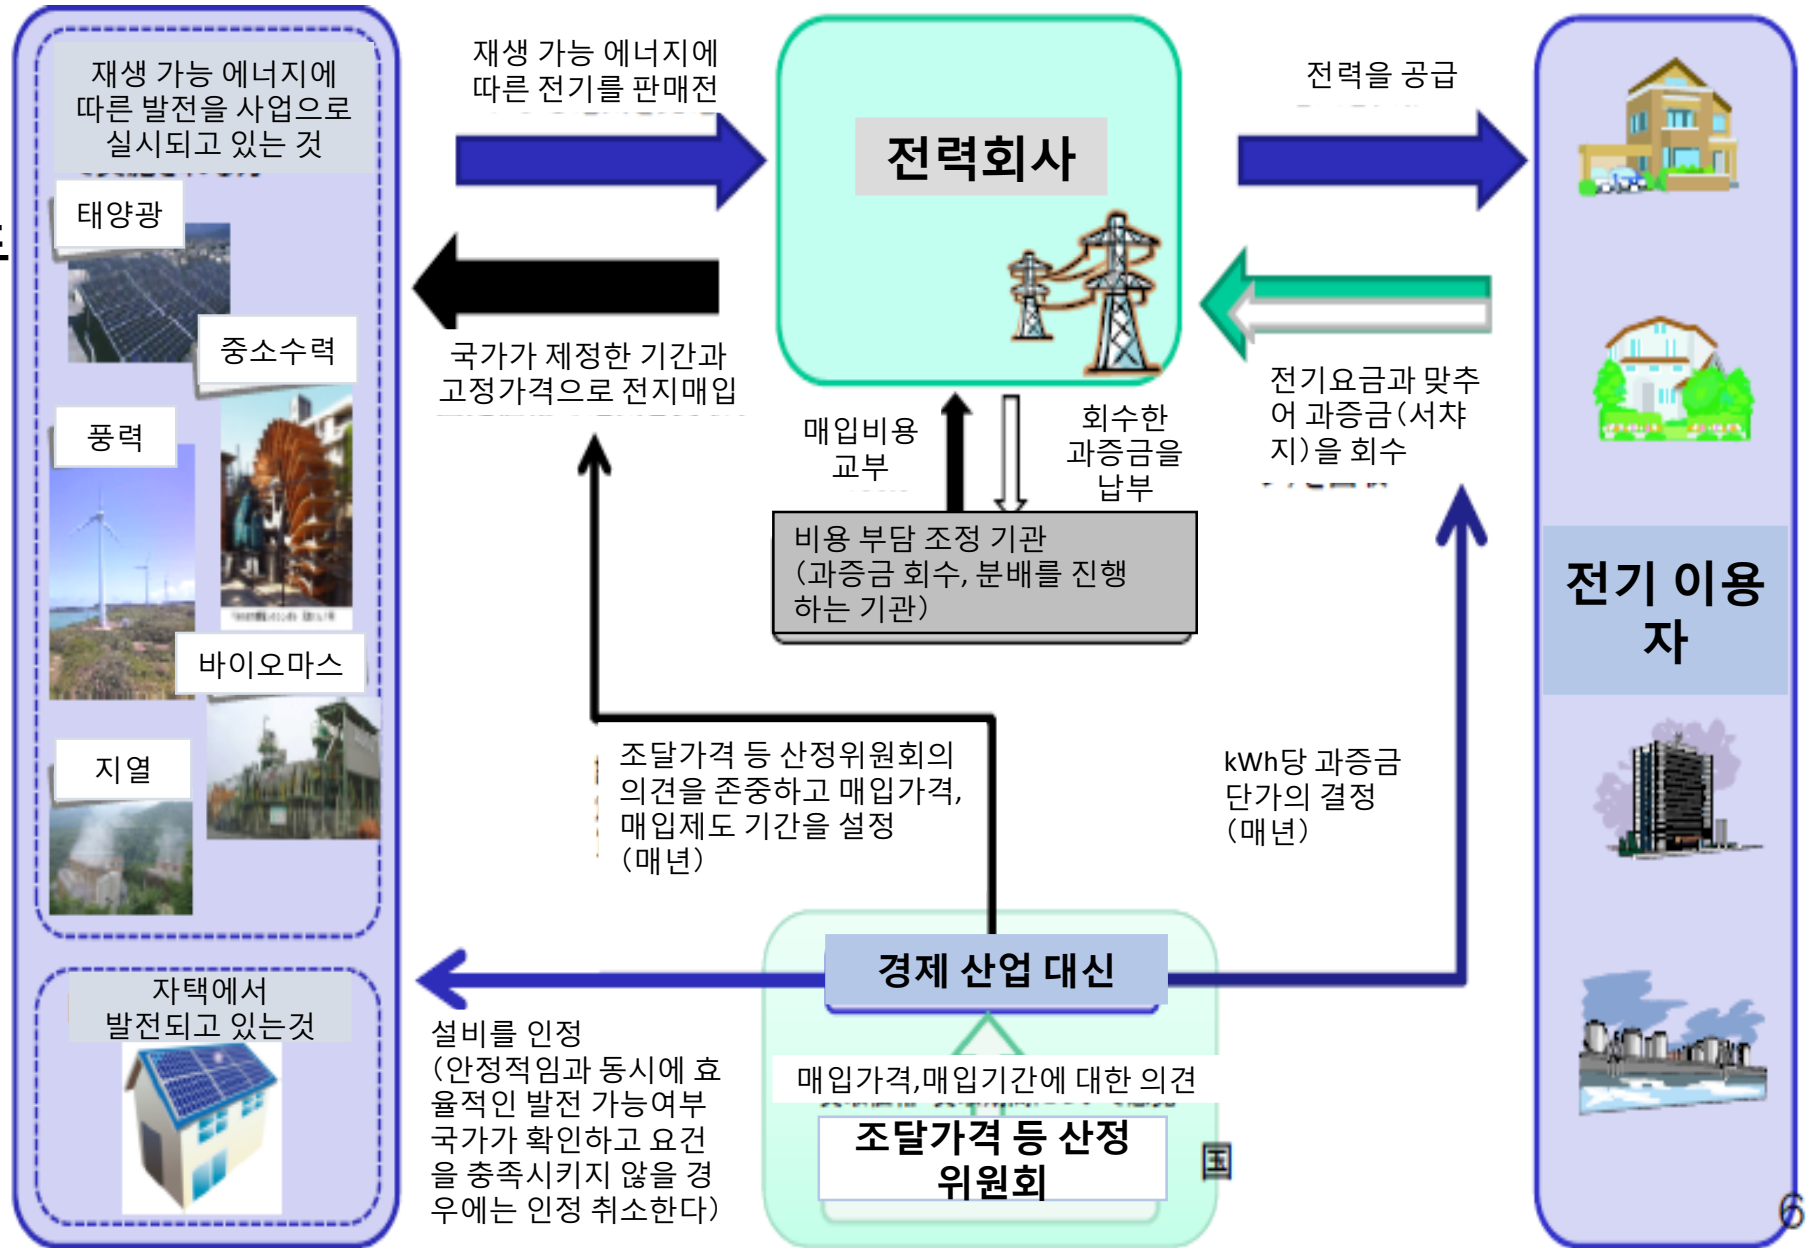 재생 가능 에너지에
따른 발전을 사업으로
실시되고 있는 것
태양광
중소수력
풍력
바이오마스
지열
자택에서
발전되고 있는것
재생 가능 에너지에
따른 전기를 판매전
국가가 제정한 기간과
고정가격으로 전지매입
전력회사
전력을 공급
전기요금과 맞추
어 과증금(서챠
지)을 회수
매입비용
교부
회수한
과증금을
납부
비용 부담 조정 기관
(과증금 회수, 분배를 진행
하는 기관)
전기 이용
자
조달가격 등 산정위원회의
의견을 존중하고 매입가격,
매입제도 기간을 설정
(매년)
kWh당 과증금
단가의 결정
(매년)
경제 산업 대신
설비를 인정
(안정적임과 동시에 효
율적인 발전 가능여부
국가가 확인하고 요건
을 충족시키지 않을 경
우에는 인정 취소한다)
매입가격,매입기간에 대한 의견
조달가격 등 산정
위원회
国
6